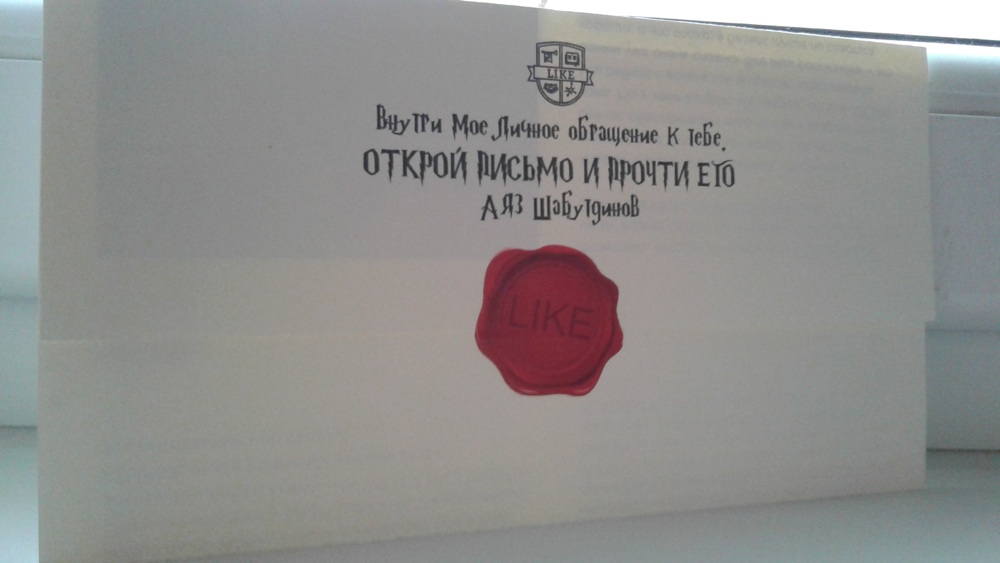 LIKE
Внутри Мое Личное обращение к тебе.
ОТКРОЙ ПИСЬМО И ПРОЧТИ ЕГО
Аяз Шабутдинов
LIKE